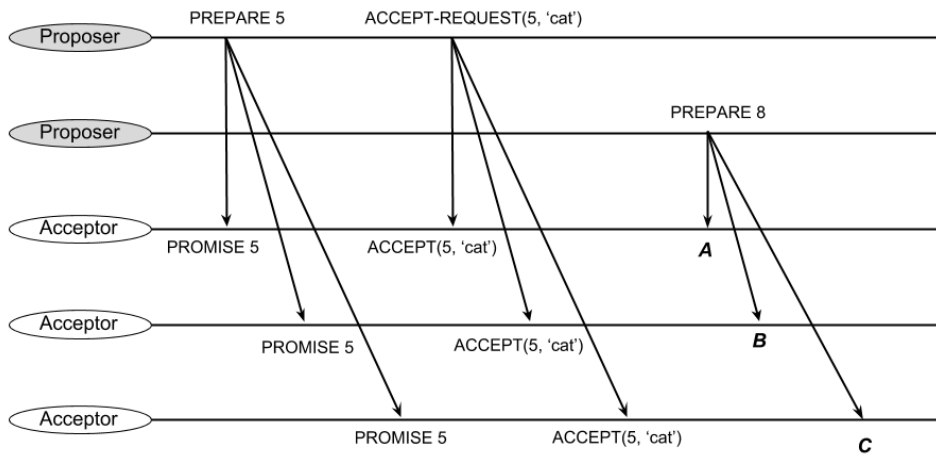 PREPARE 5
ACCEPT-REQUEST(5, ‘cat’)
Proposer
PREPARE 8
Proposer
Acceptor
PROMISE 5
ACCEPT(5, ‘cat’)
A
Acceptor
PROMISE 5
ACCEPT(5, ‘cat’)
B
Acceptor
PROMISE 5
ACCEPT(5, ‘cat’)
C